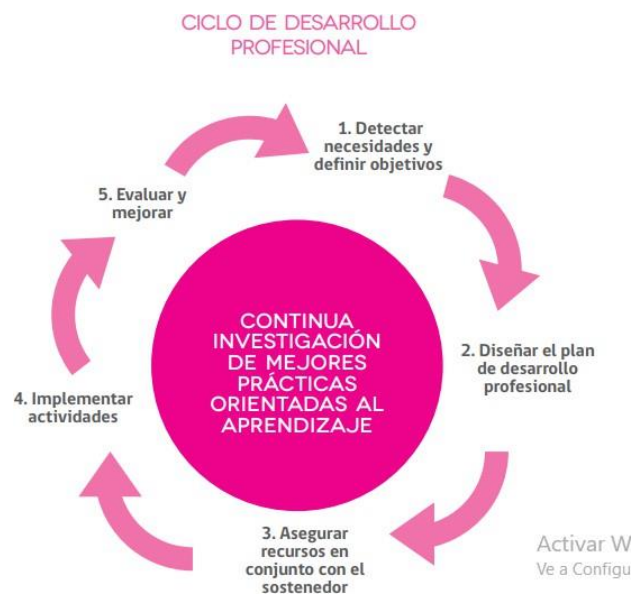 CICLO DE DESARROLLO
PROFESIONAL
1. Detectar
necesidades y
definir objetivos
2. Diseñar el plan
de desarrollo
profesional
3. Asegurar
recursos en
conjunto con el
sostenedor
4. Implementar
actividades
5. Evaluar y
mejorar
CONTINUA
INVESTIGACIÓN
DE MEJORES
PRÁCTICAS
ORIENTADAS AL
APRENDIZAJE
Activar W
Ve a Configu